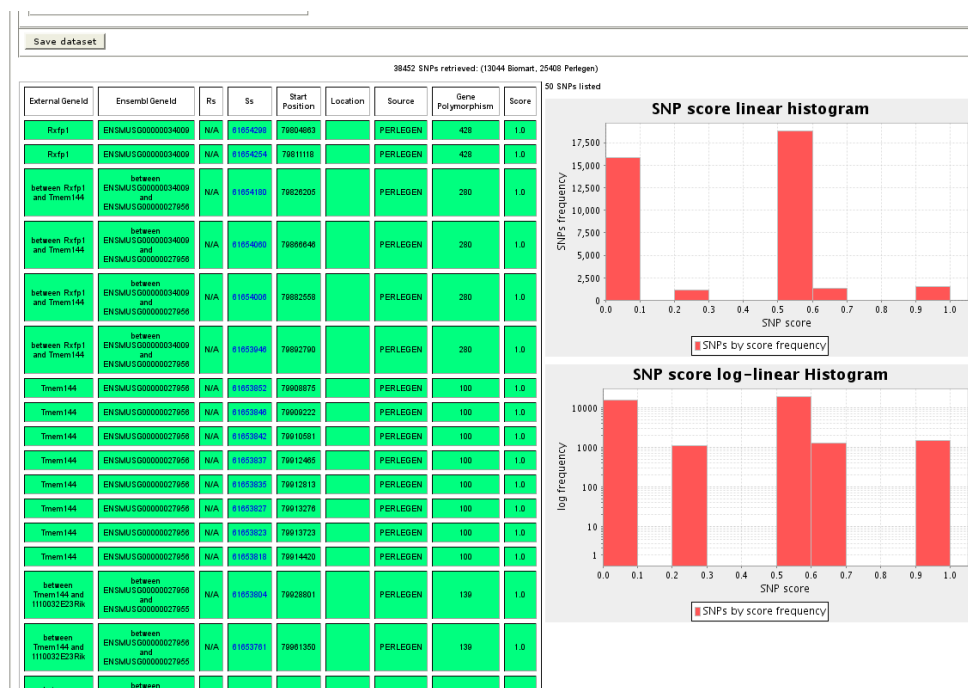 Save dataset
38452 SNPs retrieved: (13044 Biomart, 25408 Perlegen)
External GeneId Ensembl GeneId Rs Ss Start Position Location Source Gene Polymorphism Score
Rxfp1 ENSMUSG00000034009 N/A 61654298 79804863 PERLEGEN 428 1.0
Rxfp1 ENSMUSG00000034009 N/A 61654254 79811118 PERLEGEN 428 1.0
between Rxfp1 and Tmem144 between ENSMUSG00000034009 and ENSMUSG00000027956 N/A 61654180 79826205 PERLEGEN 280 1.0
between Rxfp1 and Tmem144 between ENSMUSG00000034009 and ENSMUSG00000027956 N/A 61654060 79866646 PERLEGEN 280 1.0
between Rxfp1 and Tmem144 between ENSMUSG00000034009 and ENSMUSG00000027956 N/A 61654006 79882558 PERLEGEN 280 1.0
between Rxfp1 and Tmem144 between ENSMUSG00000034009 and ENSMUSG00000027956 N/A 61653946 79892790 PERLEGEN 280 1.0
Tmem144 ENSMUSG00000027956 N/A 61653852 79908875 PERLEGEN 100 1.0
Tmem144 ENSMUSG00000027956 N/A 61653846 79909222 PERLEGEN 100 1.0
Tmem144 ENSMUSG00000027956 N/A 61653842 79910581 PERLEGEN 100 1.0
Tmem144 ENSMUSG00000027956 N/A 61653837 79912465 PERLEGEN 100 1.0
Tmem144 ENSMUSG00000027956 N/A 61653835 79912813 PERLEGEN 100 1.0
Tmem144 ENSMUSG00000027956 N/A 61653827 79913276 PERLEGEN 100 1.0
Tmem144 ENSMUSG00000027956 N/A 61653823 79913723 PERLEGEN 100 1.0
Tmem144 ENSMUSG00000027956 N/A 61653818 79914420 PERLEGEN 100 1.0
between Tmem144 and 1110032E23Rik between ENSMUSG00000027956 and ENSMUSG00000027955 N/A 61653804 79928801 PERLEGEN 139 1.0
between Tmem144 and 1110032E23Rik between ENSMUSG00000027956 and ENSMUSG00000027955 N/A 61653761 79961350 PERLEGEN 139 1.0
between
50 SNPs listed
SNP score linear histogram
SNPs frequency
17,500
15,000
12,500
10,000
7,500
5,000
2,500
0
0.0 0.1 0.2 0.3 0.4 0.5 0.6 0.7 0.8 0.9 1.0
SNP score
SNPs by score frequency
SNP score log-linear Histogram
log frequency
10000
1000
100
10
1
0.0 0.1 0.2 0.3 0.4 0.5 0.6 0.7 0.8 0.9 1.0
SNP score
SNPs by score frequency